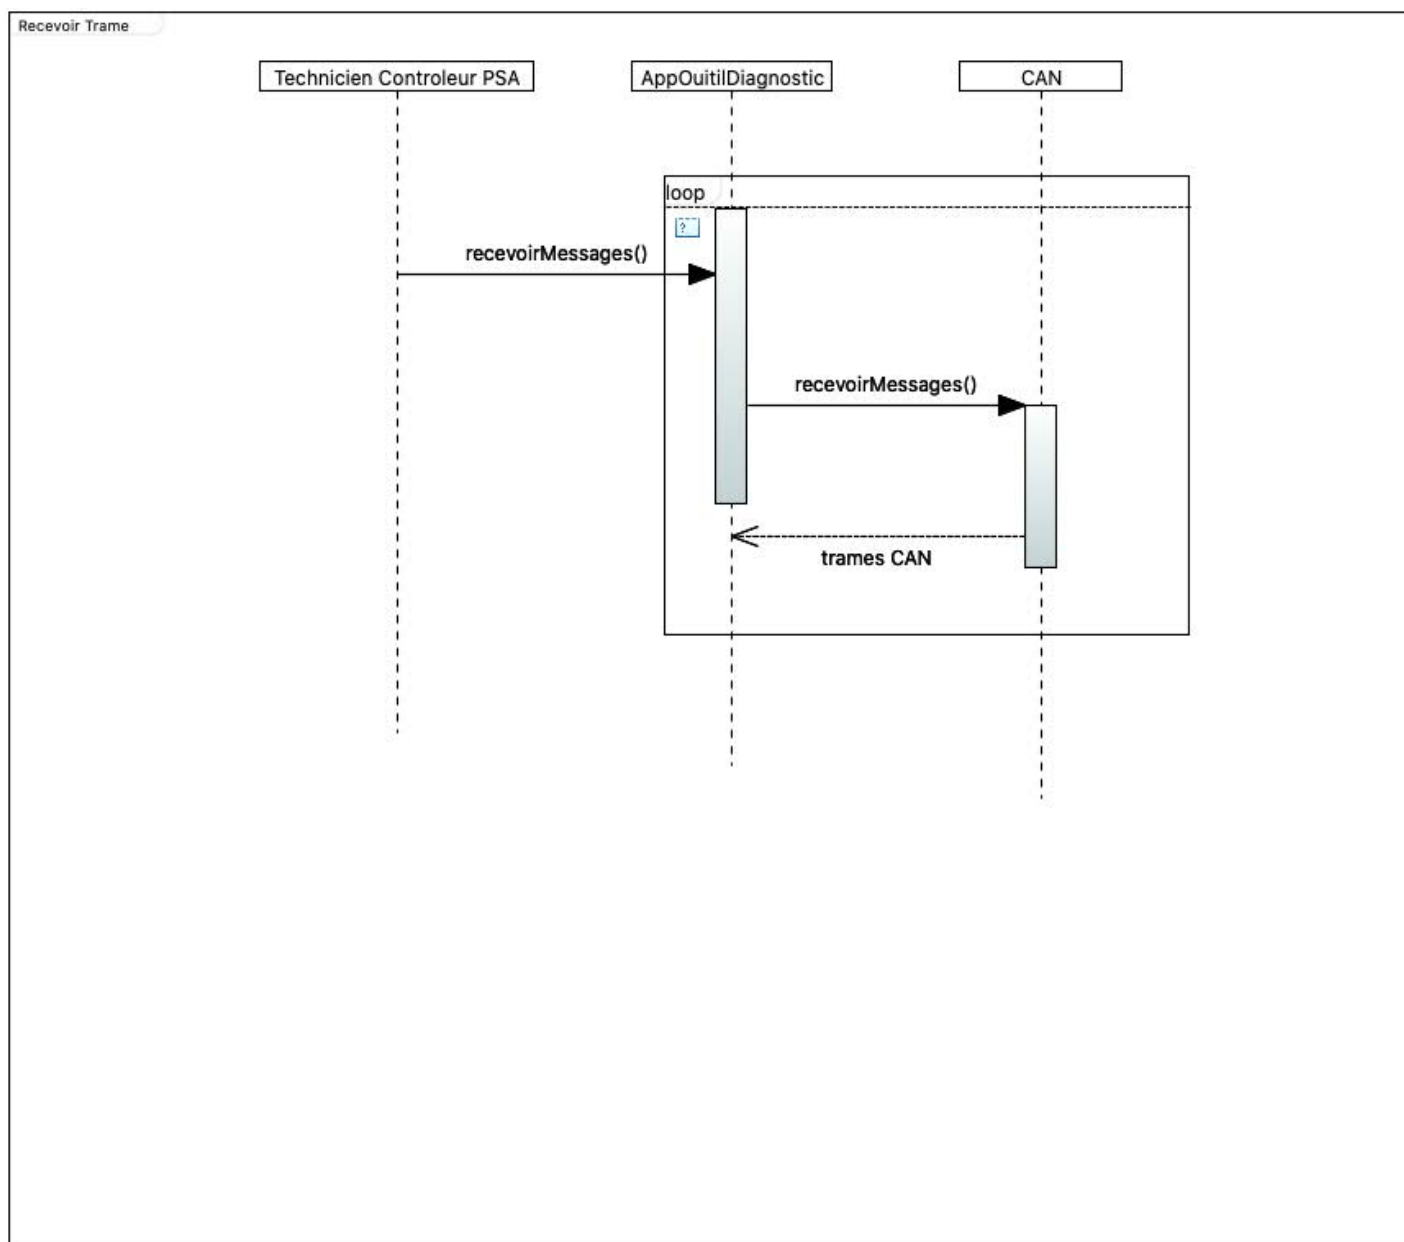 Recevoir Trame
Technicien Controleur PSA
AppOuitilDiagnostic
CAN
loop
?
recevoirMessages()
recevoirMessages()
trames CAN